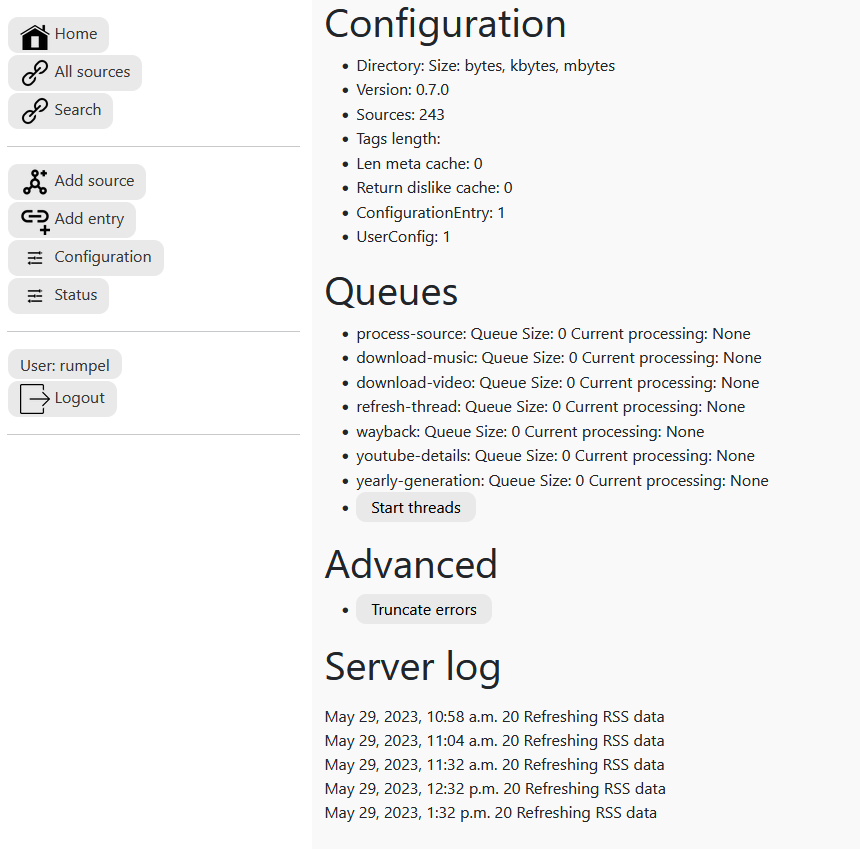 Home
All sources
Search
Add source
Add entry
Configuration
Status
User: rumpel
Logout
Configuration
Directory: Size: bytes, kbytes, mbytes
Version: 0.7.0
Sources: 243
Tags length:
Len meta cache: 0
Return dislike cache: 0
ConfigurationEntry: 1
UserConfig: 1
Queues
process-source: Queue Size: 0 Current processing: None
download-music: Queue Size: 0 Current processing: None
download-video: Queue Size: 0 Current processing: None
refresh-thread: Queue Size: 0 Current processing: None
wayback: Queue Size: 0 Current processing: None
youtube-details: Queue Size: 0 Current processing: None
yearly-generation: Queue Size: 0 Current processing: None
Start threads
Advanced
Truncate errors
Server log
May 29, 2023, 10:58 a.m. 20 Refreshing RSS data
May 29, 2023, 11:04 a.m. 20 Refreshing RSS data
May 29, 2023, 11:32 a.m. 20 Refreshing RSS data
May 29, 2023, 12:32 p.m. 20 Refreshing RSS data
May 29, 2023, 1:32 p.m. 20 Refreshing RSS data